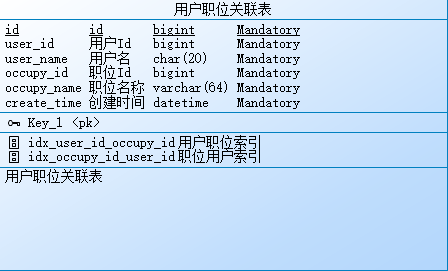 用户职位关联表
id id bigint Mandatory
user_id 用户Id bigint Mandatory
user_name 用户名 char(20) Mandatory
occupy_id 职位Id bigint Mandatory
occupy_name 职位名称 varchar(64) Mandatory
create_time 创建时间 datetime Mandatory
Key_1 <pk>
idx_user_id_occupy_id 用户职位索引
idx_occupy_id_user_id 职位用户索引
用户职位关联表